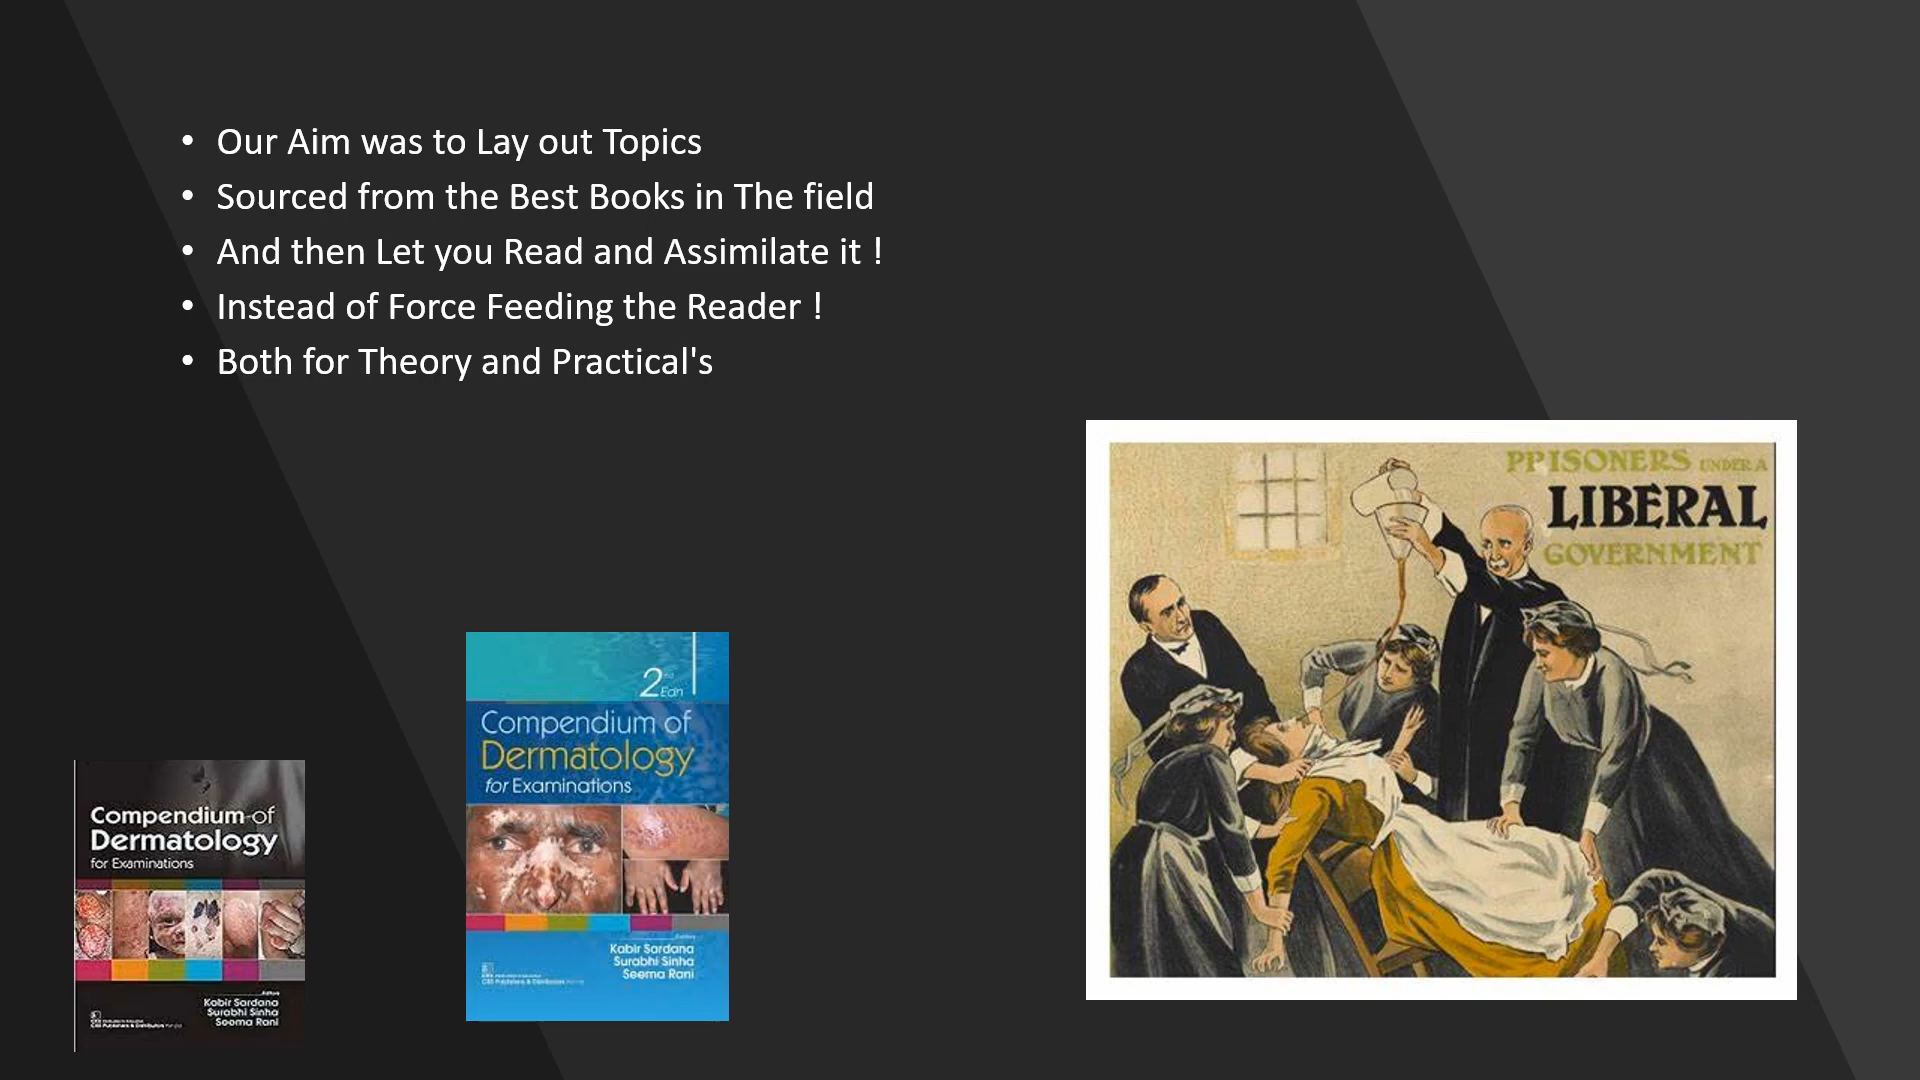 • Our Aim was to Lay out Topics
• Sourced from the Best Books in The field
• And then Let you Read and Assimilate it !
• Instead of Force Feeding the Reader !
• Both for Theory and Practical's
PRISONERS UNDER A
LIBERAL
GOVERNMENT
2nd Edn
Compendium of
Dermatology
for Examinations
Editors
Kabir Sardana
Surabhi Sinha
Seema Rani
CBS Publishers & Distributors
Compendium of
Dermatology
for Examinations
Editors
Kabir Sardana
Surabhi Sinha
Seema Rani
CBS Publishers & Distributors